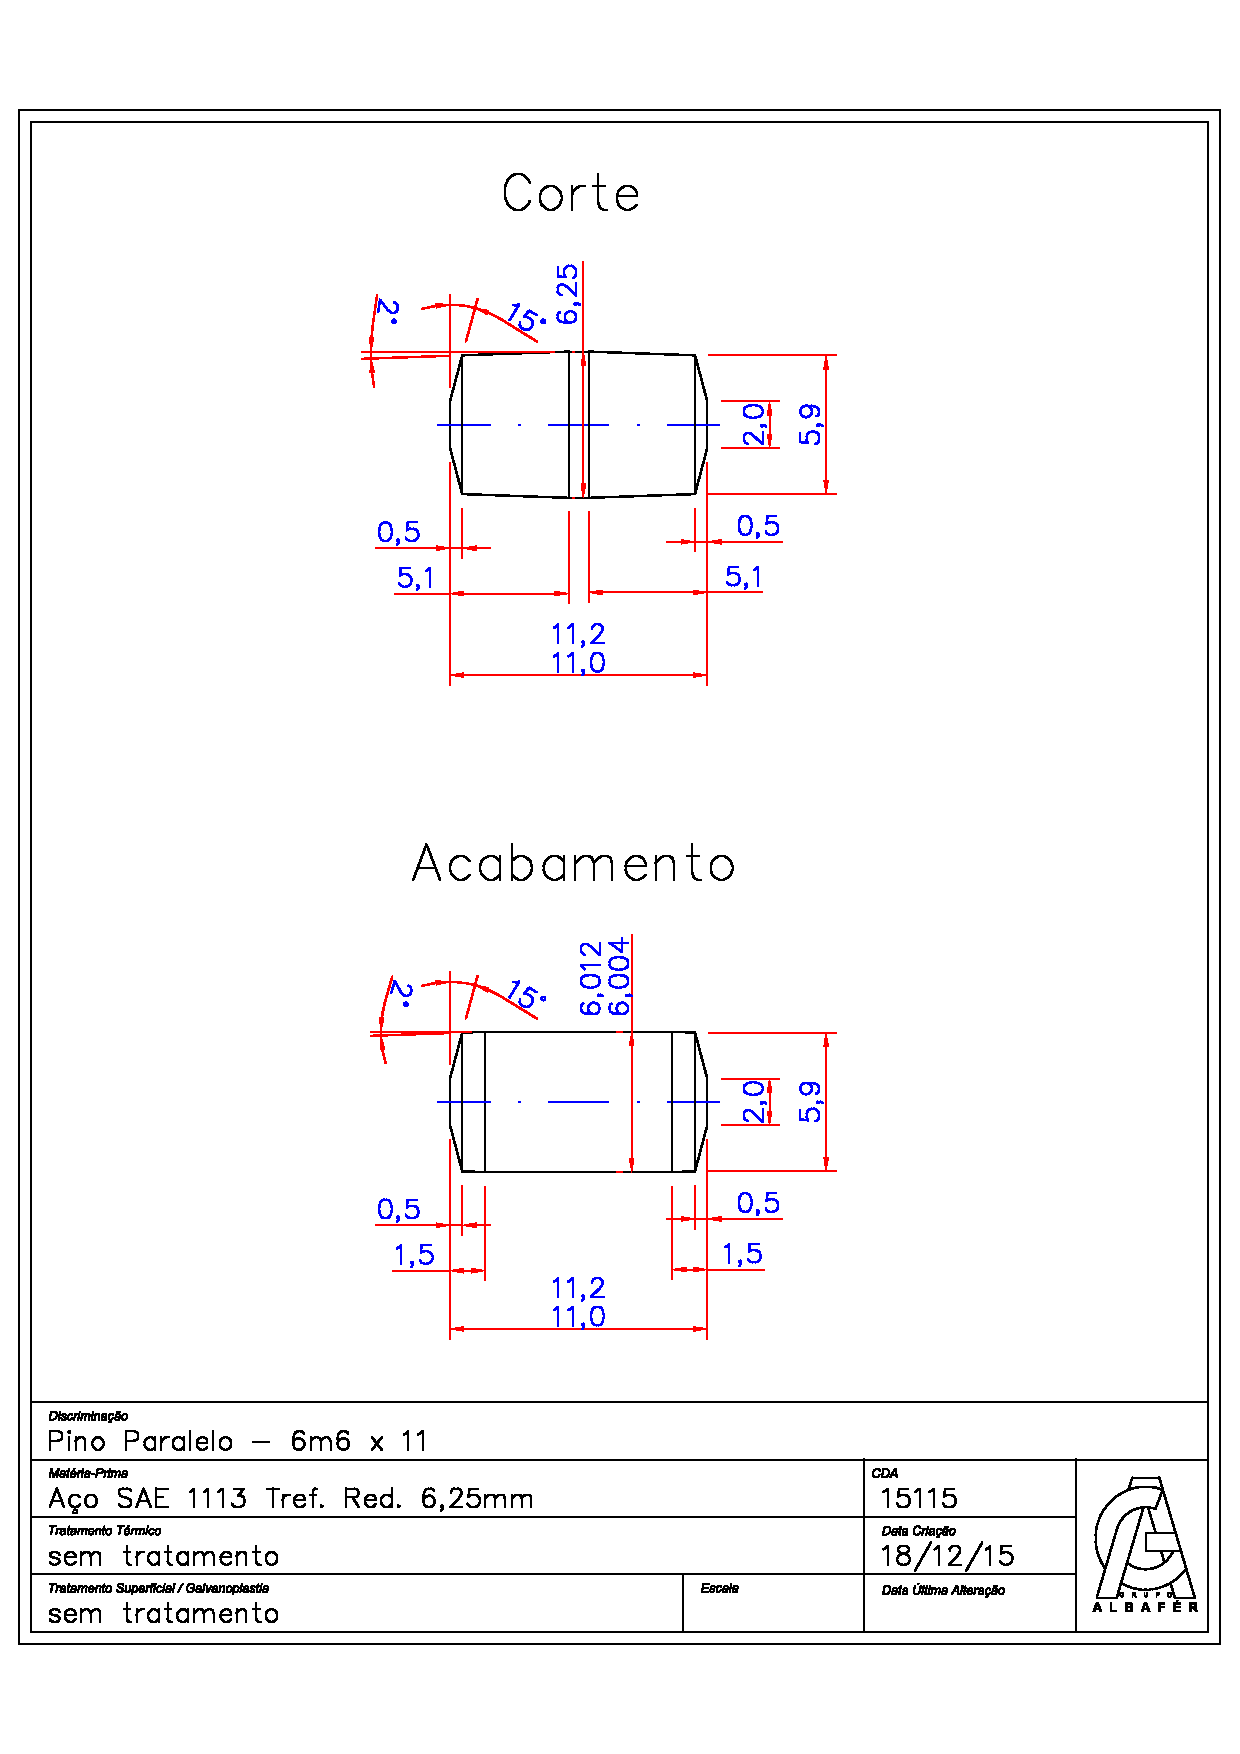 Corte
2°
15°
6,25
2,0
5,9
0,5
0,5
5,1
5,1
11,2
11,0
Acabamento
2°
15°
6,012
6,004
2,0
5,9
0,5
0,5
1,5
1,5
11,2
11,0
Discriminação
Pino Paralelo – 6m6 x 11
Matéria-Prima
CDA
Aço SAE 1113 Tref. Red. 6,25mm
15115
Tratamento Térmico
Data Criação
sem tratamento
18/12/15
Tratamento Superficial / Galvanoplastia
Escala
Data Última Alteração
sem tratamento
GRUPO
ALBAFÉR